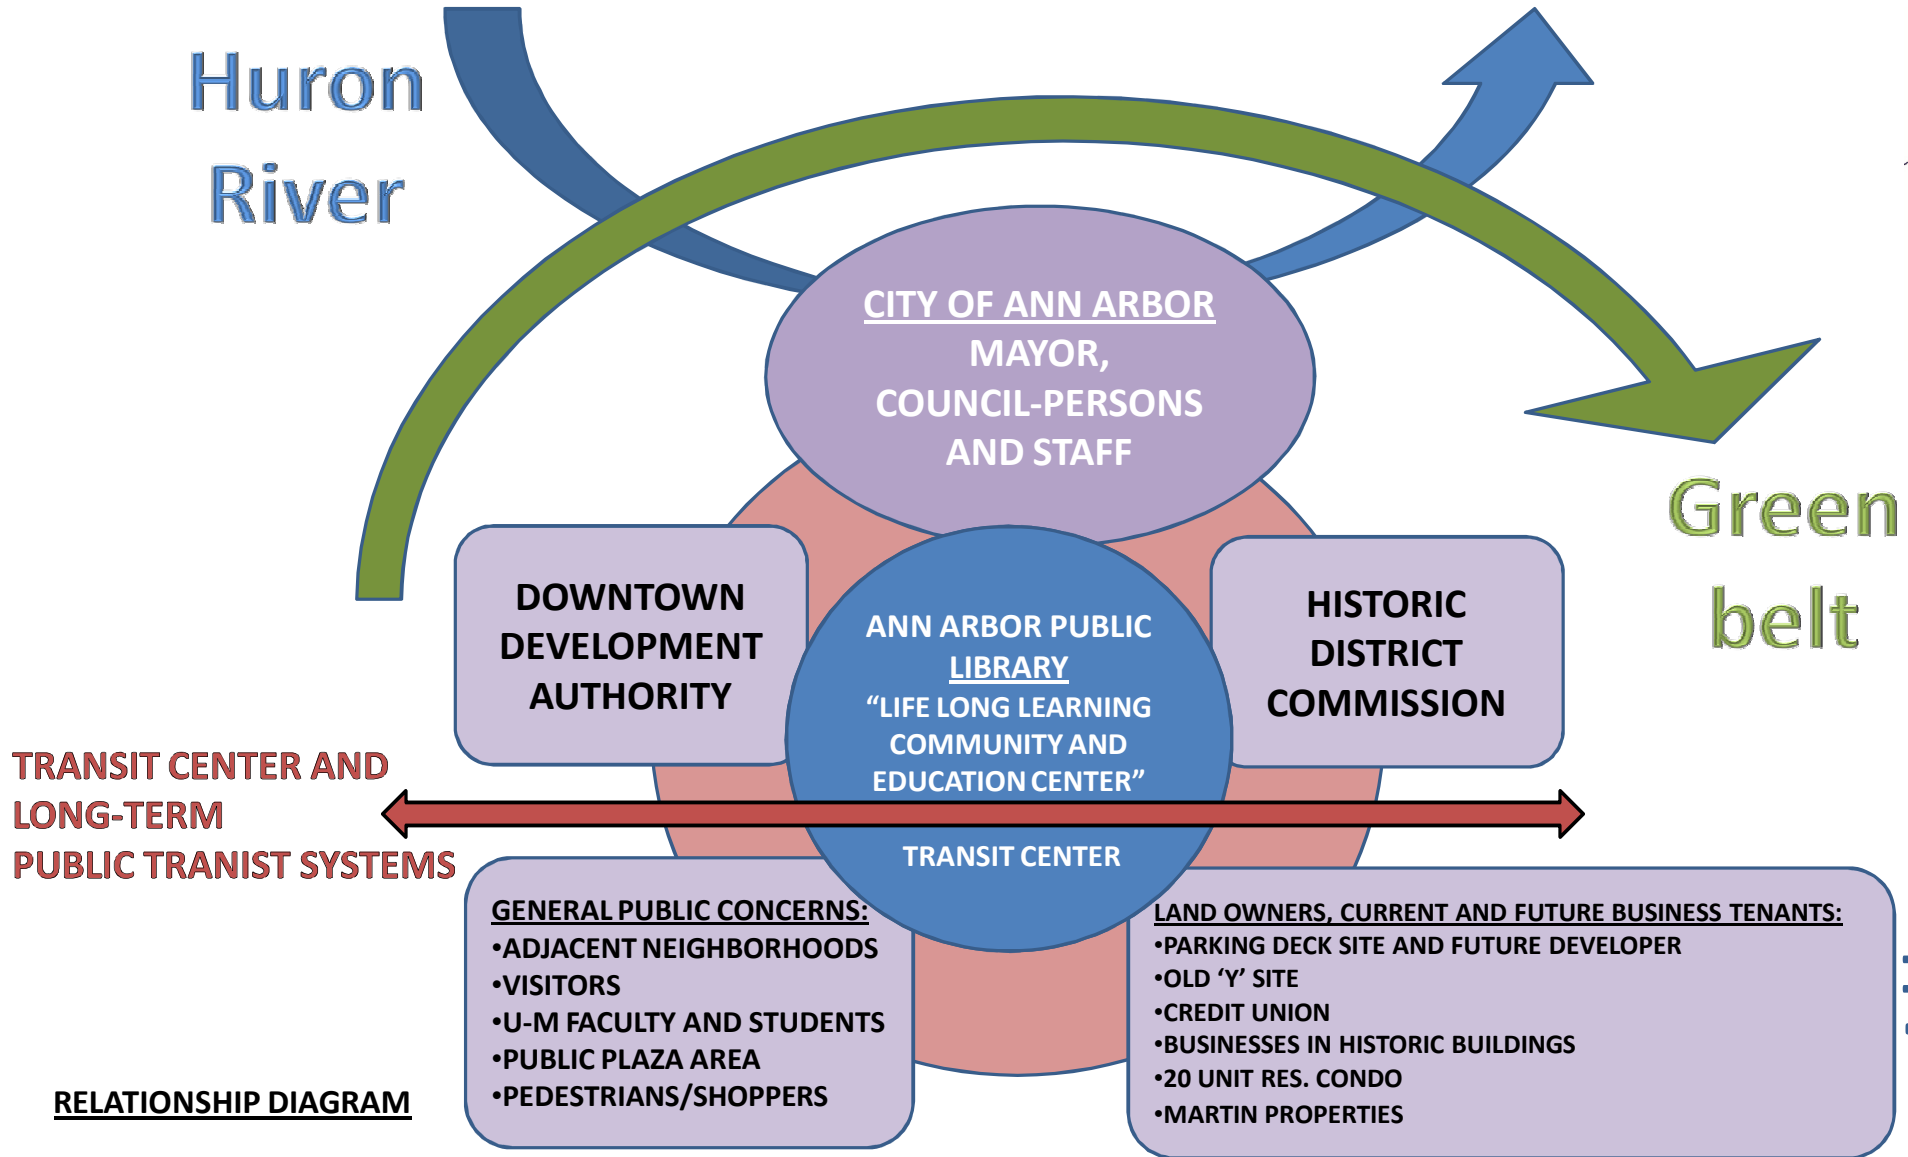 Huron
River
CITY OF ANN ARBOR
MAYOR,
COUNCIL-PERSONS
AND STAFF
Green
belt
DOWNTOWN
DEVELOPMENT
AUTHORITY
ANN ARBOR PUBLIC
LIBRARY
“LIFE LONG LEARNING
COMMUNITY AND
EDUCATION CENTER”
TRANSIT CENTER
HISTORIC
DISTRICT
COMMISSION
TRANSIT CENTER AND
LONG-TERM
PUBLIC TRANIST SYSTEMS
GENERAL PUBLIC CONCERNS:
•ADJACENT NEIGHBORHOODS
•VISITORS
•U-M FACULTY AND STUDENTS
•PUBLIC PLAZA AREA
•PEDESTRIANS/SHOPPERS
LAND OWNERS, CURRENT AND FUTURE BUSINESS TENANTS:
•PARKING DECK SITE AND FUTURE DEVELOPER
•OLD ‘Y’ SITE
•CREDIT UNION
•BUSINESSES IN HISTORIC BUILDINGS
•20 UNIT RES. CONDO
•MARTIN PROPERTIES
RELATIONSHIP DIAGRAM